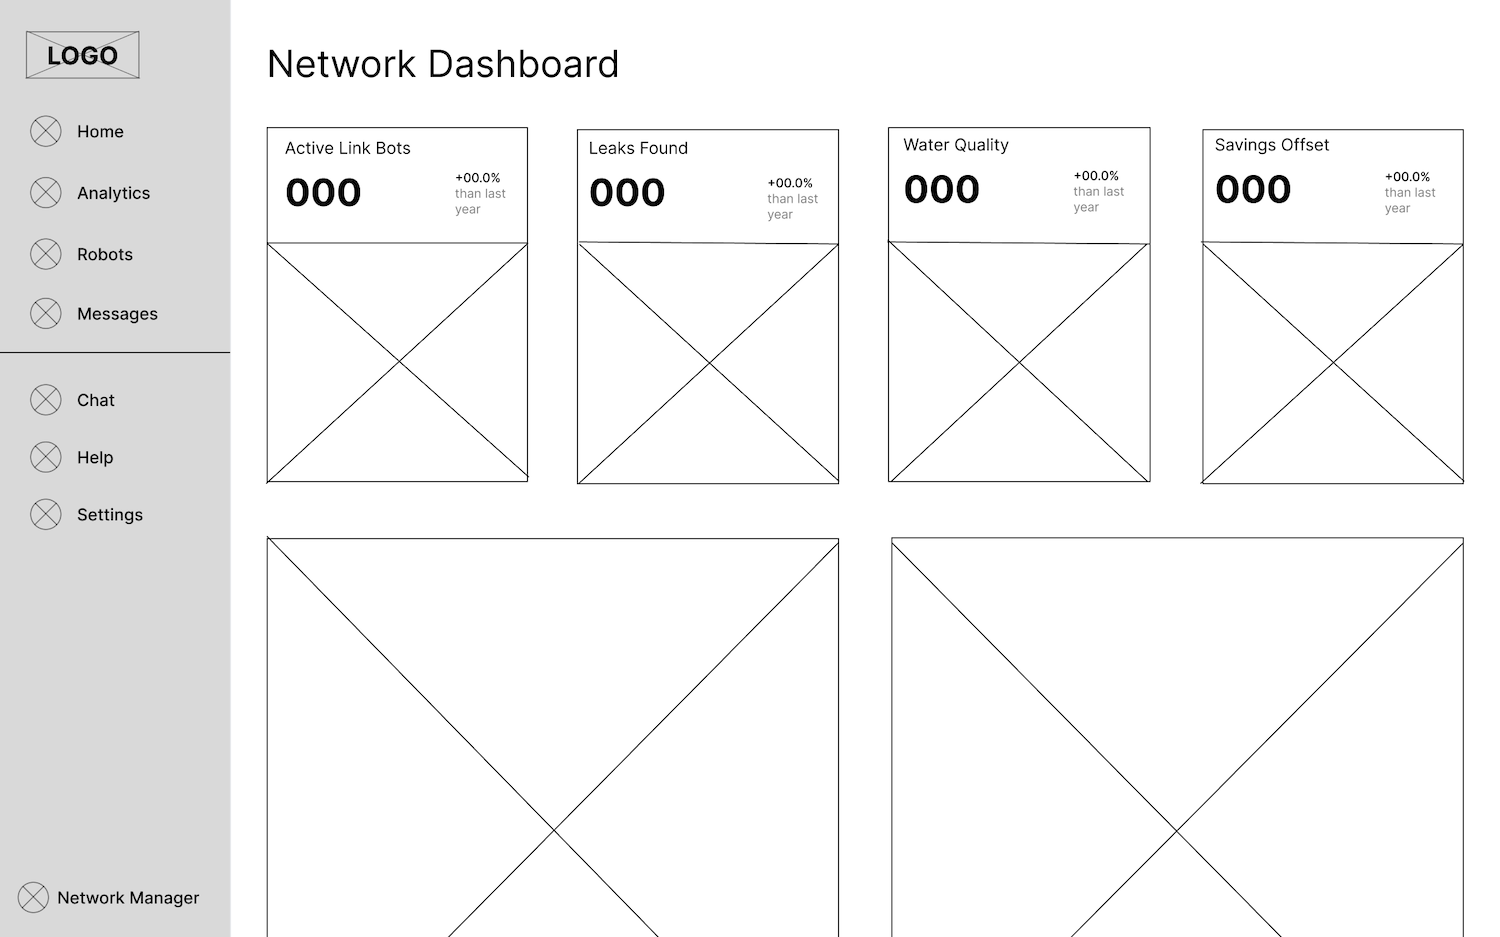 LOGO
Home
Analytics
Robots
Messages
Chat
Help
Settings
Network Manager
Network Dashboard
Active Link Bots
000
+00.0%
than last
year
Leaks Found
000
+00.0%
than last
year
Water Quality
000
+00.0%
than last
year
Savings Offset
000
+00.0%
than last
year